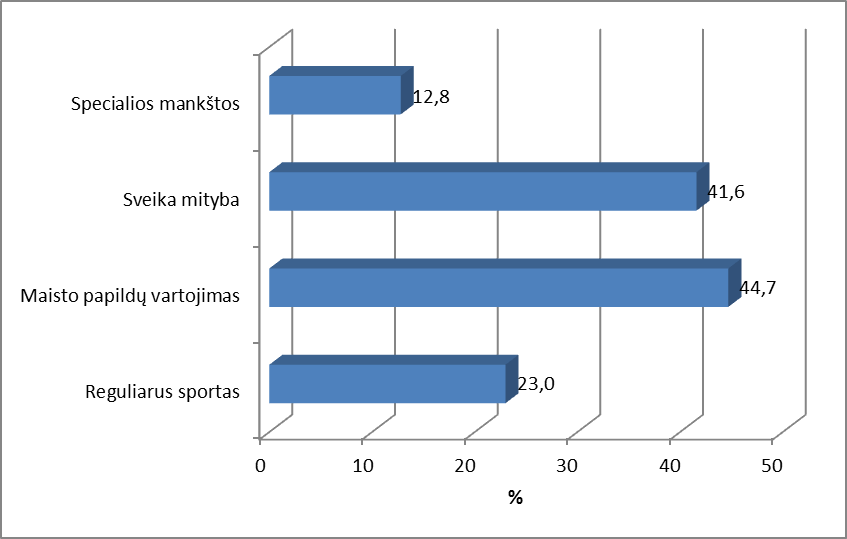 Specialios mankštos
12,8
Sveika mityba
41,6
Maisto papildų vartojimas
44,7
Reguliarus sportas
23,0
0 10 20 30 40 50
%